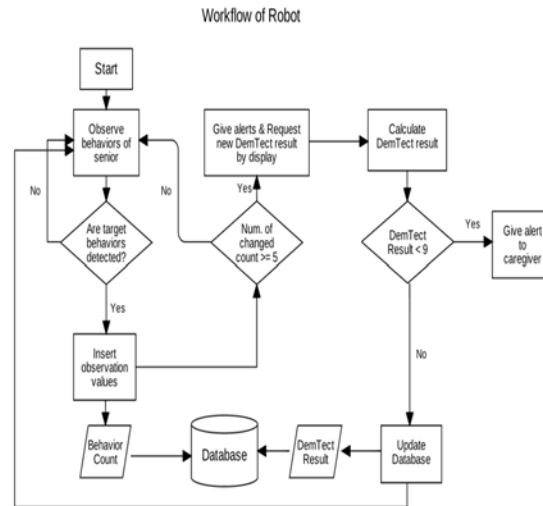 Workflow of Robot
Start
Observe
behaviors of
senior
No
Are target
behaviors
detected?
Yes
Insert
observation
values
Behavior
Count
Database
No
Num. of
changed
count >= 5
Yes
Give alerts & Request
new DemTect result
by display
Calculate
DemTect result
DemTect
Result < 9
Yes
Give alert
to
caregiver
No
Update
Database
DemTect
Result